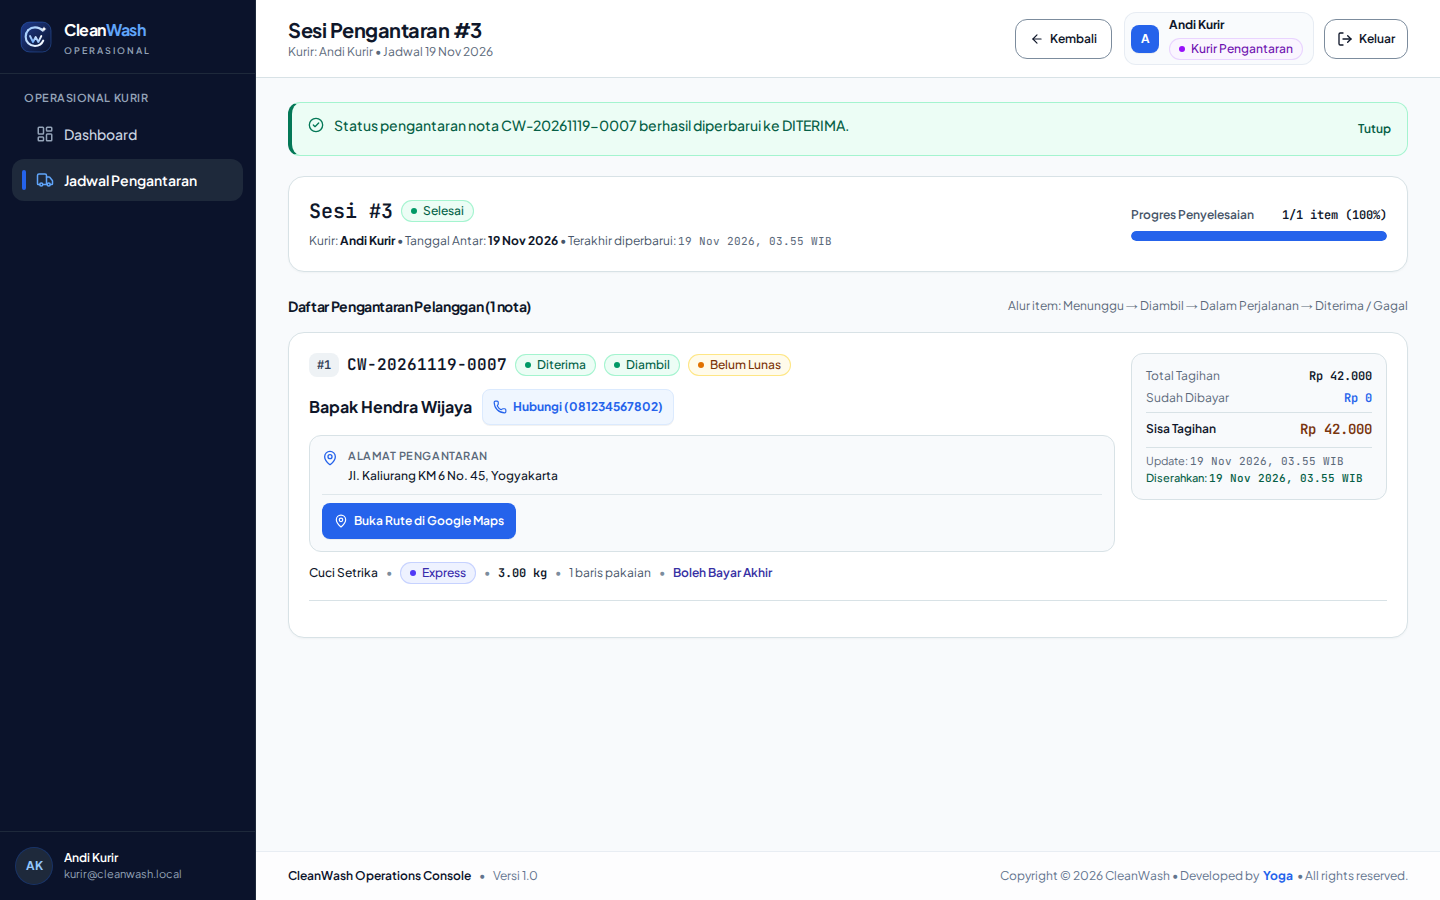 CleanWash
OPERASIONAL
OPERASIONAL KURIR
Dashboard
Jadwal Pengantaran
AK
Andi Kurir
kurir@cleanwash.local
Sesi Pengantaran #3
Kurir: Andi Kurir • Jadwal 19 Nov 2026
Kembali
A
Andi Kurir
Kurir Pengantaran
Keluar
Status pengantaran nota CW-20261119-0007 berhasil diperbarui ke DITERIMA.
Tutup
Sesi #3
Selesai
Kurir: Andi Kurir • Tanggal Antar: 19 Nov 2026 • Terakhir diperbarui: 19 Nov 2026, 03.55 WIB
Progres Penyelesaian 1/1 item (100%)
Daftar Pengantaran Pelanggan (1 nota)
Alur item: Menunggu → Diambil → Dalam Perjalanan → Diterima / Gagal
#1 CW-20261119-0007 Diterima Diambil Belum Lunas
Bapak Hendra Wijaya Hubungi (081234567802)
ALAMAT PENGANTARAN
Jl. Kaliurang KM 6 No. 45, Yogyakarta
Buka Rute di Google Maps
Cuci Setrika • Express • 3.00 kg • 1 baris pakaian • Boleh Bayar Akhir
Total Tagihan Rp 42.000
Sudah Dibayar Rp 0
Sisa Tagihan Rp 42.000
Update: 19 Nov 2026, 03.55 WIB
Diserahkan: 19 Nov 2026, 03.55 WIB
CleanWash Operations Console • Versi 1.0
Copyright © 2026 CleanWash • Developed by Yoga • All rights reserved.